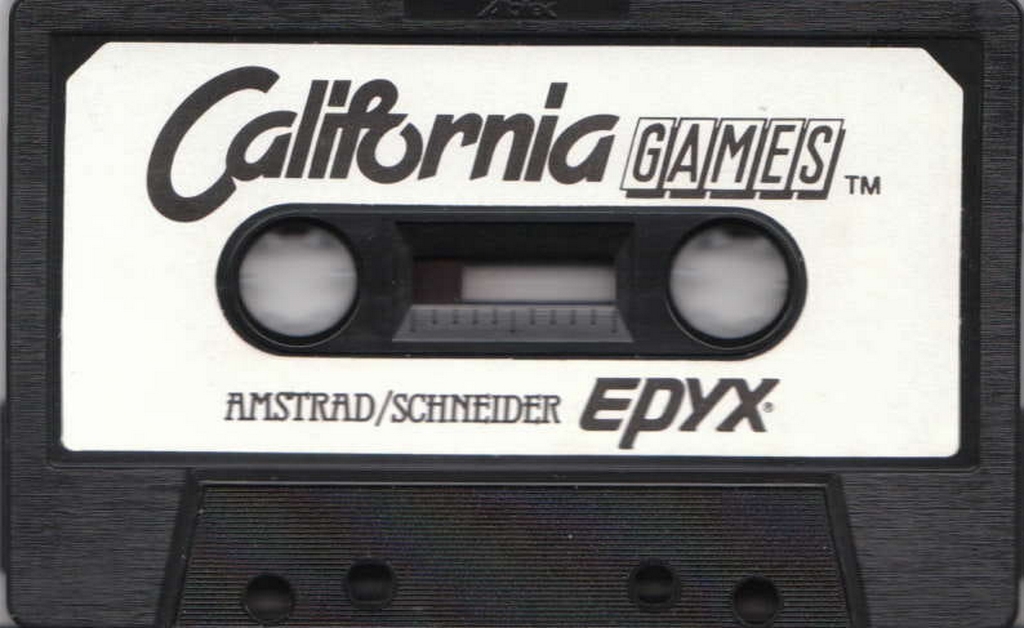 California GAMES TM
AMSTRAD/SCHNEIDER EPYX®